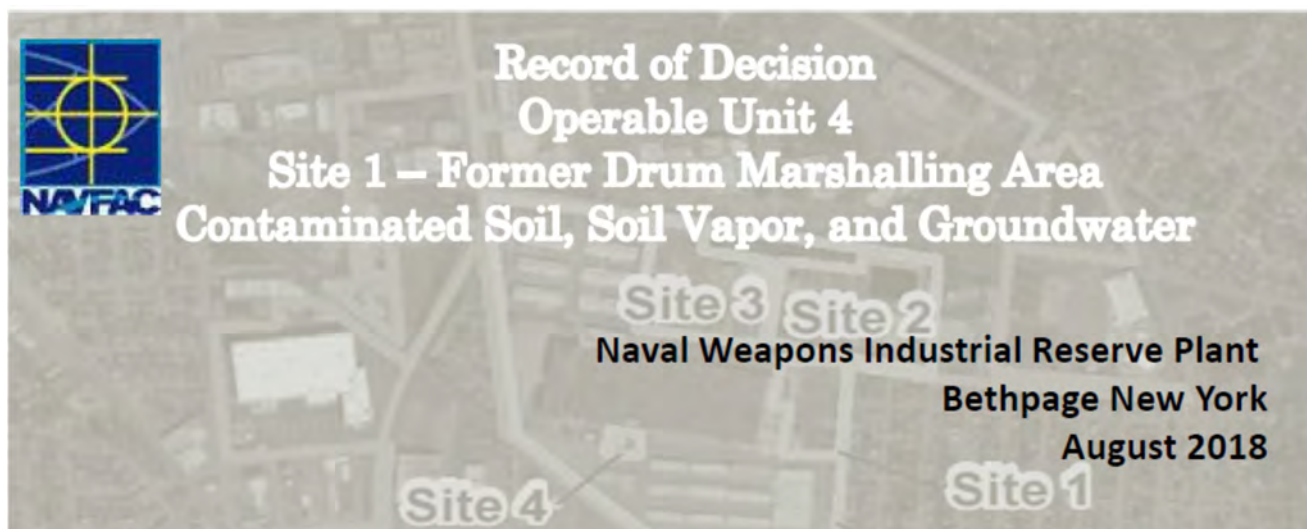 NAVFAC
Record of Decision
Operable Unit 4
Site 1 – Former Drum Marshalling Area
Contaminated Soil, Soil Vapor, and Groundwater
Site 3 Site 2
Naval Weapons Industrial Reserve Plant
Bethpage New York
August 2018
Site 4 Site 1